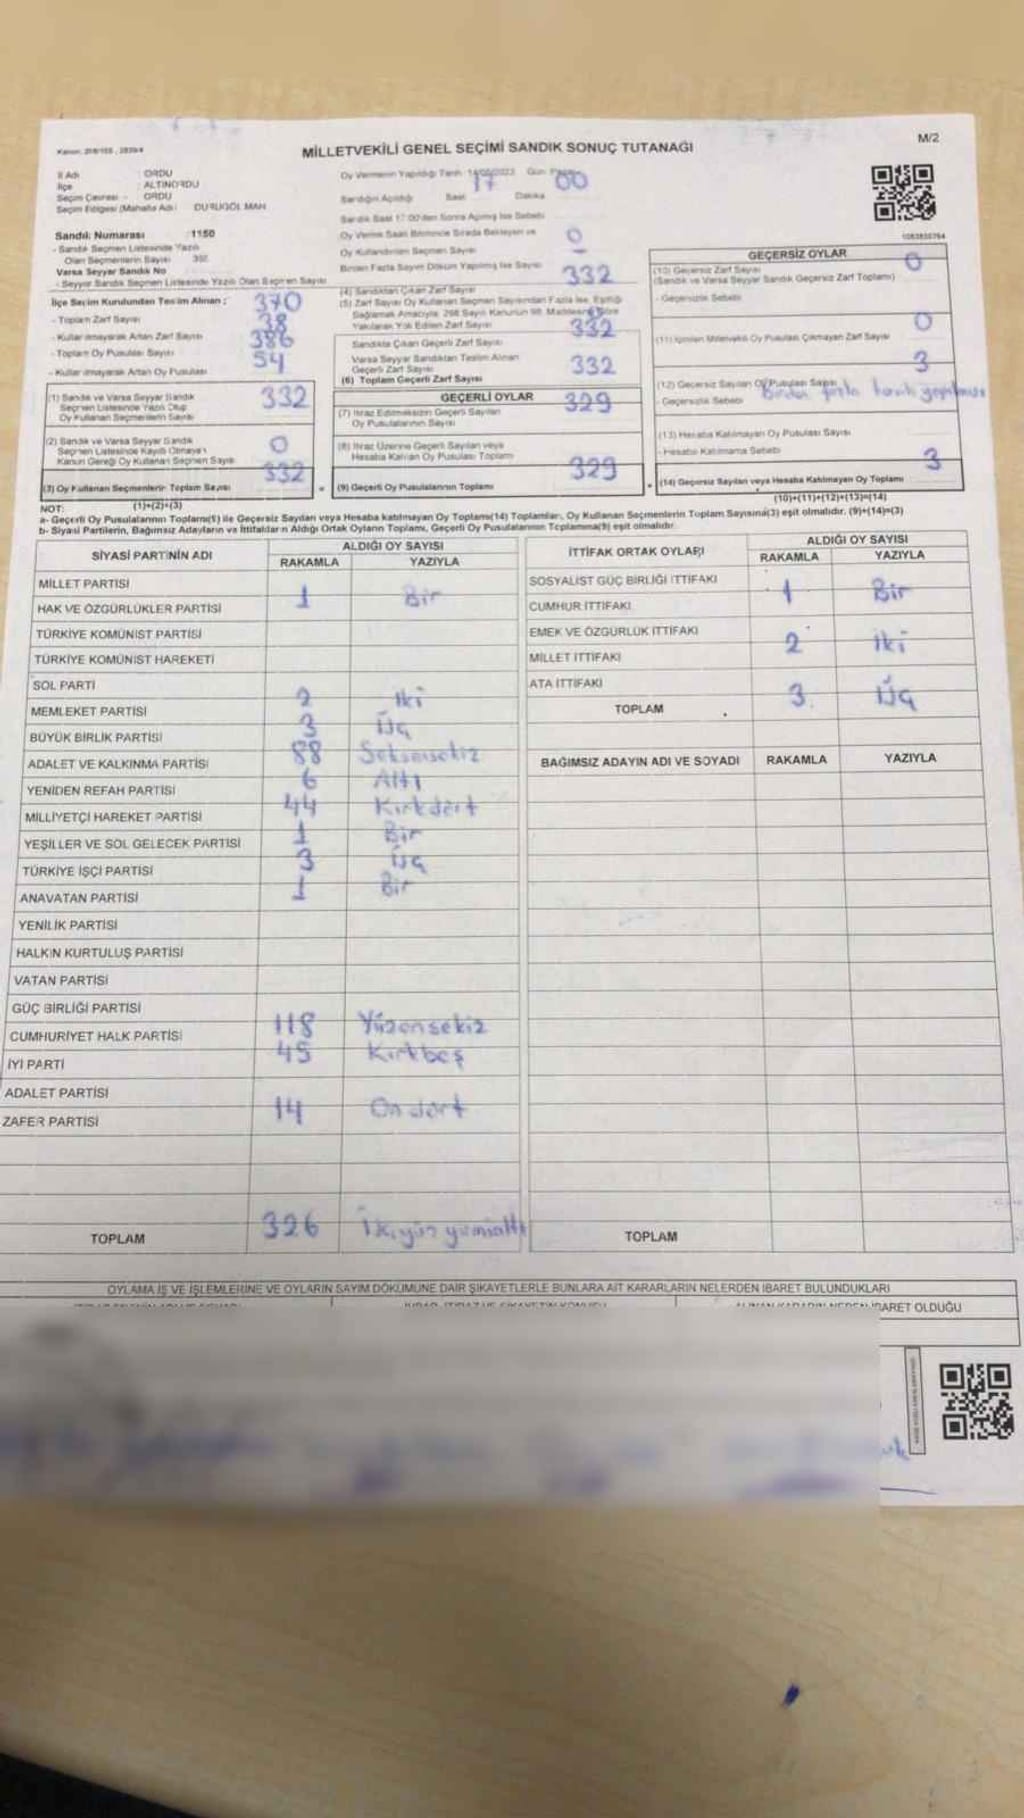 M/2
Kanun: 298/105 , 2839/4
MİLLETVEKİLİ GENEL SEÇİMİ SANDIK SONUÇ TUTANAĞI
İl Adı : ORDU
İlçe : ALTINORDU
Seçim Çevresi : ORDU
Seçim Bölgesi (Mahalle Adı) DURUGÖL MAH
Sandık Numarası : 1150
- Sandık Seçmen Listesinde Yazılı
Olan Seçmenlerin Sayısı
Varsa Seyyar Sandık No
- Seyyar Sandık Seçmen Listesinde Yazılı Olan Seçmen Sayısı
İlçe Seçim Kurulundan Teslim Alınan :
- Toplam Zarf Sayısı 370
- Kullanılmayarak Artan Zarf Sayısı 38
- Toplam Oy Pusulası Sayısı 386
- Kullanılmayarak Artan Oy Pusulası 54
(1) Sandık ve Varsa Seyyar Sandık
Seçmen Listesinde Yazılı Olup
Oy Kullanan Seçmenlerin Sayısı 332
(2) Sandık ve Varsa Seyyar Sandık
Seçmen Listesinde Kayıtlı Olmayan
Kanun Gereği Oy Kullanan Seçmen Sayısı 0
(3) Oy Kullanan Seçmenlerin Toplam Sayısı 332
(1)+(2)=(3)
Oy Vermenin Yapıldığı Tarih: 14/05/2023 Gün: Pazar
Sandığın Açıldığı Saat 17 Dakika 00
Sandık Saat 17:00'den Sonra Açılmış İse Sebebi
Oy Verme Saati Bitiminde Sırada Bekleyen ve
Oy Kullandırılan Seçmen Sayısı 0
Birden Fazla Sayım Döküm Yapılmış İse Sayısı -
(4) Sandıktan Çıkan Zarf Sayısı 332
(5) Zarf Sayısı Oy Kullanan Seçmen Sayısından Fazla İse, Eşitliği
Sağlamak Amacıyla, 298 Sayılı Kanunun 98. Maddesine Göre
Yakılarak Yok Edilen Zarf Sayısı
Sandıkta Çıkan Geçerli Zarf Sayısı 332
Varsa Seyyar Sandıktan Teslim Alınan
Geçerli Zarf Sayısı
(6) Toplam Geçerli Zarf Sayısı 332
GEÇERLİ OYLAR
(7) İtiraz Edilmeksizin Geçerli Sayılan
Oy Pusulalarının Sayısı 329
(8) İtiraz Üzerine Geçerli Sayılan veya
Hesaba Katılan Oy Pusulası Toplamı
(9) Geçerli Oy Pusulalarının Toplamı 329
GEÇERSİZ OYLAR
(10) Geçersiz Zarf Sayısı 0
(Sandık ve Varsa Seyyar Sandık Geçersiz Zarf Toplamı)
- Geçersizlik Sebebi
(11) İçinden Milletvekili Oy Pusulası Çıkmayan Zarf Sayısı 0
(12) Geçersiz Sayılan Oy Pusulası Sayısı 3
- Geçersizlik Sebebi Birden fazla
(13) Hesaba Katılmayan Oy Pusulası Sayısı
- Hesaba Katılmama Sebebi
(14) Geçersiz Sayılan veya Hesaba Katılmayan Oy Toplamı 3
(10)+(11)+(12)+(13)=(14)
NOT:
a- Geçerli Oy Pusulalarının Toplamı(9) ile Geçersiz Sayılan veya Hesaba katılmayan Oy Toplamı(14) Toplamları, Oy Kullanan Seçmenlerin Toplam Sayısına(3) eşit olmalıdır. (9)+(14)=(3)
b- Siyasi Partilerin, Bağımsız Adayların ve İttifakların Aldığı Ortak Oyların Toplamı, Geçerli Oy Pusulalarının Toplamına(9) eşit olmalıdır.
SİYASİ PARTİNİN ADI ALDIĞI OY SAYISI
RAKAMLA YAZIYLA
MİLLET PARTİSİ 1 Bir
HAK VE ÖZGÜRLÜKLER PARTİSİ
TÜRKİYE KOMÜNİST PARTİSİ
TÜRKİYE KOMÜNİST HAREKETİ
SOL PARTİ
MEMLEKET PARTİSİ 2 İki
BÜYÜK BİRLİK PARTİSİ 3 Üç
ADALET VE KALKINMA PARTİSİ 88 Seksensekiz
YENİDEN REFAH PARTİSİ 6 Altı
MİLLİYETÇİ HAREKET PARTİSİ 44 Kırkdört
YEŞİLLER VE SOL GELECEK PARTİSİ 1 Bir
TÜRKİYE İŞÇİ PARTİSİ 3 Üç
ANAVATAN PARTİSİ 1 Bir
YENİLİK PARTİSİ
HALKIN KURTULUŞ PARTİSİ
VATAN PARTİSİ
GÜÇ BİRLİĞİ PARTİSİ
CUMHURİYET HALK PARTİSİ 118 Yüzonsekiz
İYİ PARTİ 45 Kırkbeş
ADALET PARTİSİ
ZAFER PARTİSİ 14 Ondört
TOPLAM 326
İTTİFAK ORTAK OYLARI ALDIĞI OY SAYISI
RAKAMLA YAZIYLA
SOSYALİST GÜÇ BİRLİĞİ İTTİFAKI
CUMHUR İTTİFAKI 1 Bir
EMEK VE ÖZGÜRLÜK İTTİFAKI
MİLLET İTTİFAKI 2 İki
ATA İTTİFAKI
TOPLAM 3 Üç
BAĞIMSIZ ADAYIN ADI VE SOYADI RAKAMLA YAZIYLA
TOPLAM
OYLAMA İŞ VE İŞLEMLERİNE VE OYLARIN SAYIM DÖKÜMÜNE DAİR ŞİKAYETLERLE BUNLARA AİT KARARLARIN NELERDEN İBARET BULUNDUKLARI
İBARET OLDUĞU